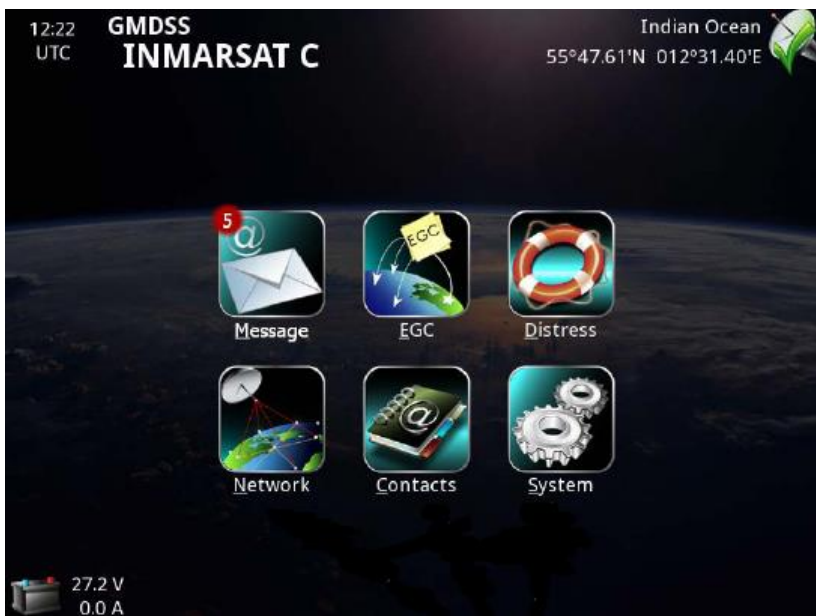 12:22
UTC
GMDSS
INMARSAT C
Indian Ocean
55°47.61'N 012°31.40'E
5
@
EGC
Message
EGC
Distress
@
Network
Contacts
System
27.2 V
0.0 A